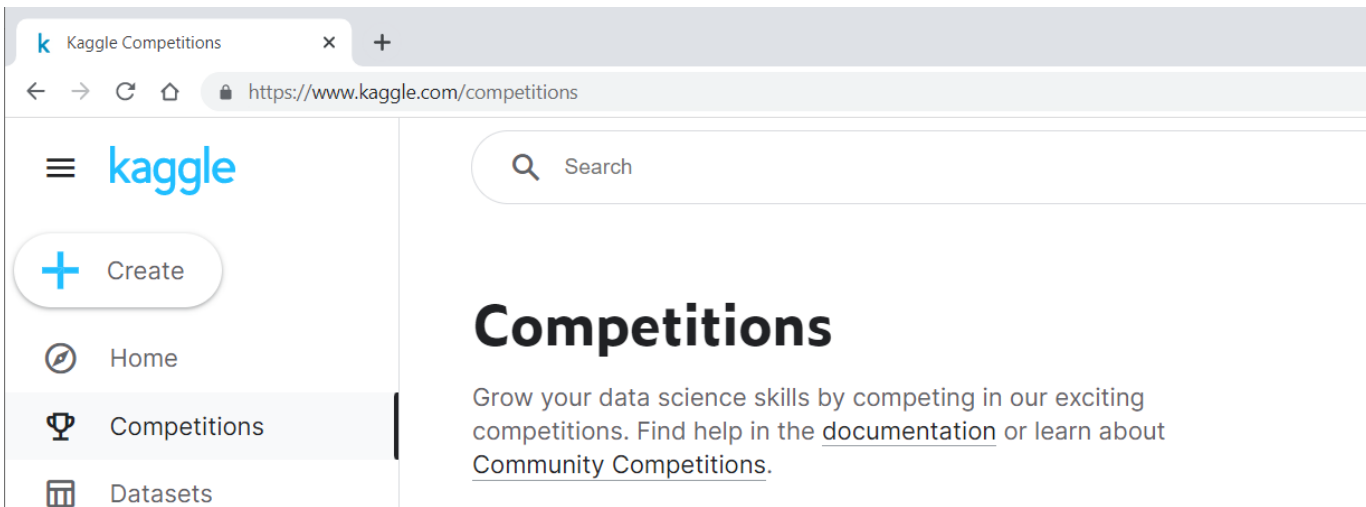 Kaggle Competitions
https://www.kaggle.com/competitions
kaggle
Search
Create
Home
Competitions
Datasets
Competitions
Grow your data science skills by competing in our exciting
competitions. Find help in the documentation or learn about
Community Competitions.